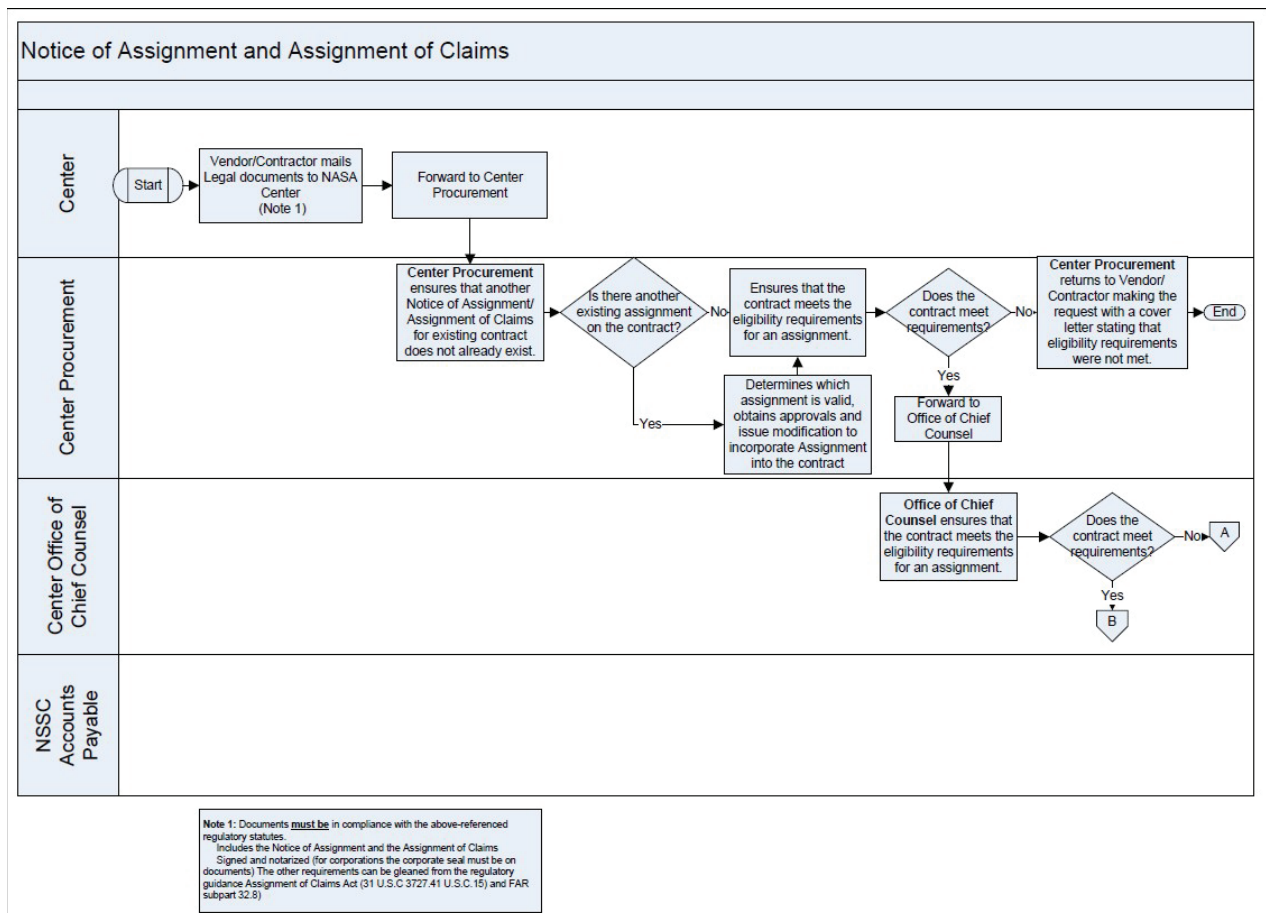 Notice of Assignment and Assignment of Claims
Center
Start
Vendor/Contractor mails
Legal documents to NASA
Center
(Note 1)
Forward to Center
Procurement
Center Procurement
Center Procurement
ensures that another
Notice of Assignment/
Assignment of Claims
for existing contract
does not already exist.
Is there another
existing assignment
on the contract?
No
Yes
Ensures that the
contract meets the
eligibility requirements
for an assignment.
Determines which
assignment is valid,
obtains approvals and
issue modification to
incorporate Assignment
into the contract
Does the
contract meet
requirements?
No
Center Procurement
returns to Vendor/
Contractor making the
request with a cover
letter stating that
eligibility requirements
were not met.
End
Yes
Forward to
Office of Chief
Counsel
Center Office of
Chief Counsel
Office of Chief
Counsel ensures that
the contract meets the
eligibility requirements
for an assignment.
Does the
contract meet
requirements?
No
A
Yes
B
NSSC
Accounts
Payable
Note 1: Documents must be in compliance with the above-referenced
regulatory statutes.
Includes the Notice of Assignment and the Assignment of Claims
Signed and notarized (for corporations the corporate seal must be on
documents) The other requirements can be gleaned from the regulatory
guidance Assignment of Claims Act (31 U.S.C 3727.41 U.S.C.15) and FAR
subpart 32.8)